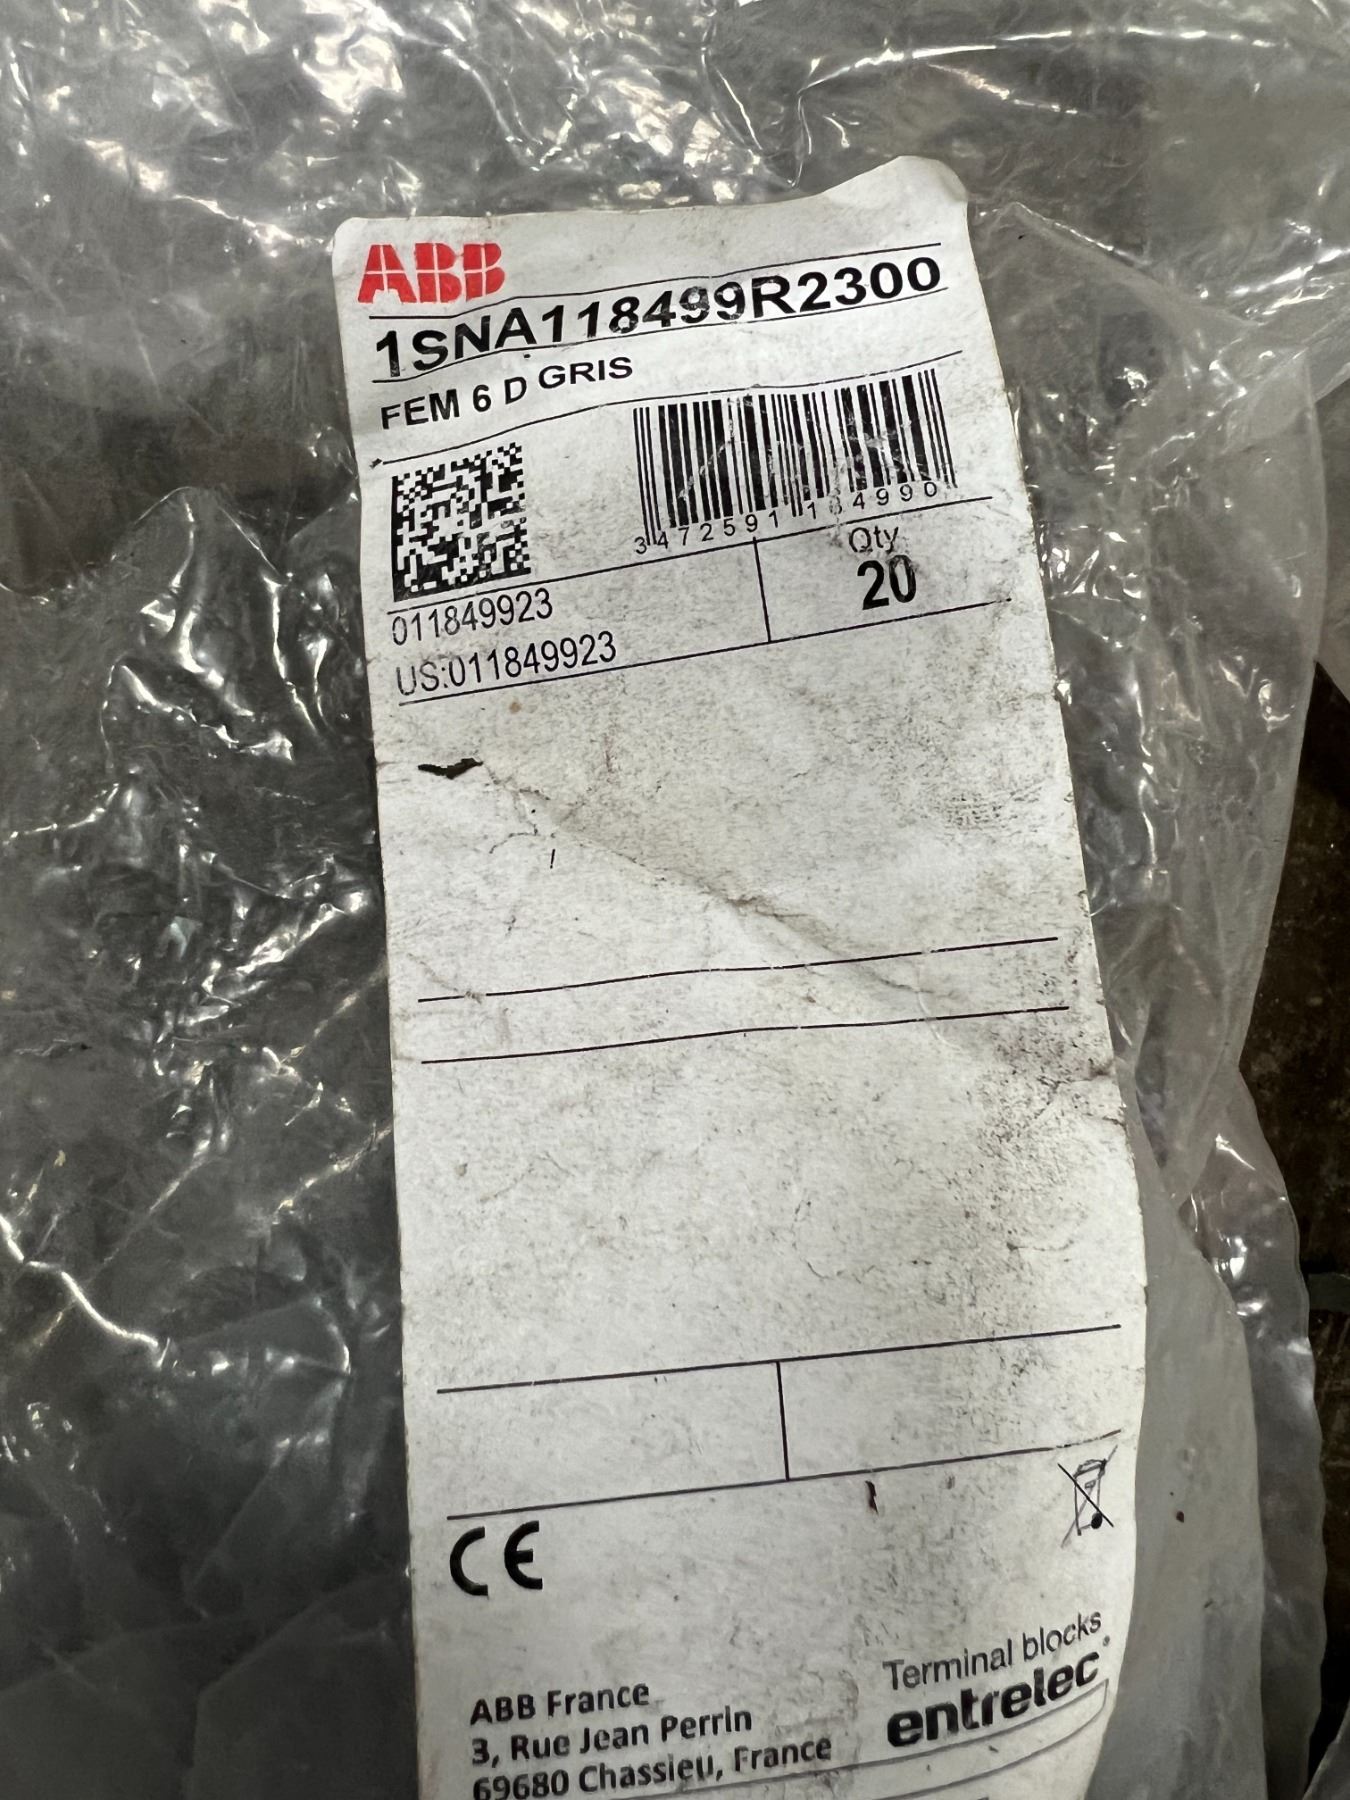 ABB
1SNA118499R2300
FEM 6 D GRIS
3472591184990
Qty
20
011849923
US:011849923
CE
Terminal blocks
entrelec®
ABB France
3, Rue Jean Perrin
69680 Chassieu, France